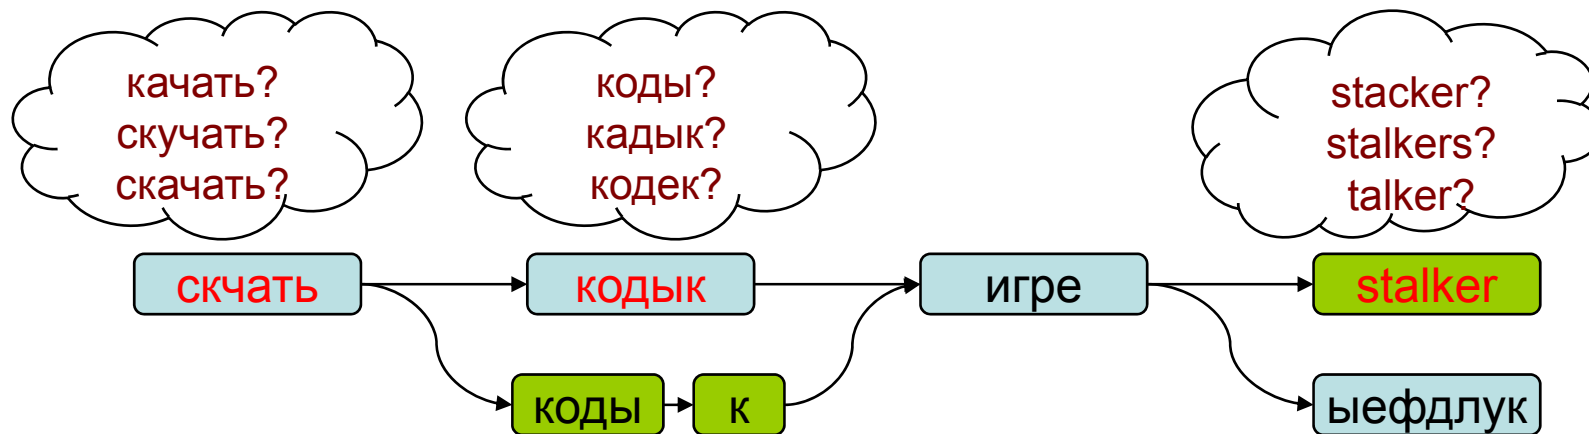 качать?
скучать?
скачать?
коды?
кадык?
кодек?
stacker?
stalkers?
talker?
скчать
кодык
игре
stalker
коды
к
ыефдлук